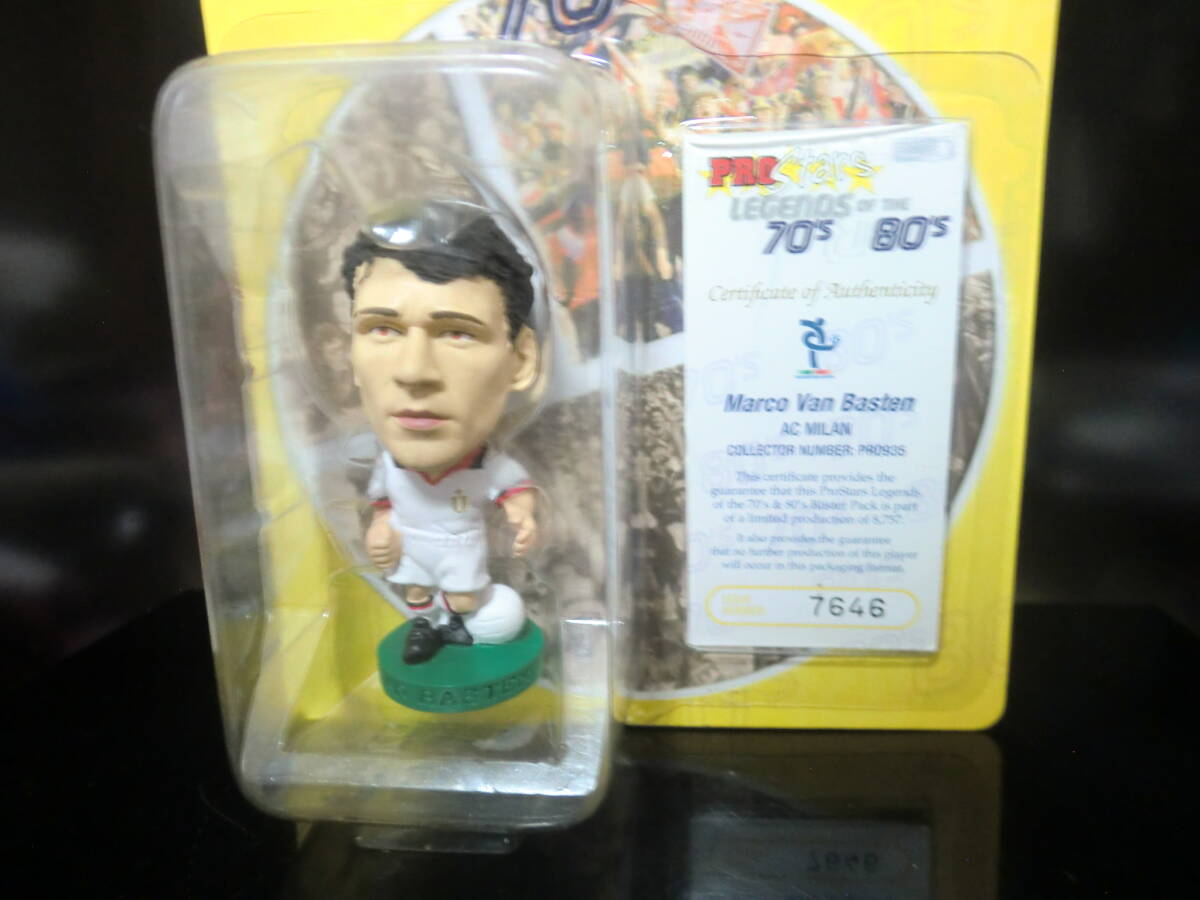 70
PRO Stars
LEGENDS OF THE
70's 80's
Certificate of Authenticity
Marco Van Basten
AC MILAN
COLLECTOR NUMBER: PRO935
This certificate provides the
guarantee that this ProStars Legends
of the 70's & 80's Blister Pack is part
of a limited production of 8,757.
It also provides the guarantee
that no further production of this player
will occur in this packaging format.
NUMBER 7646
BASTEN